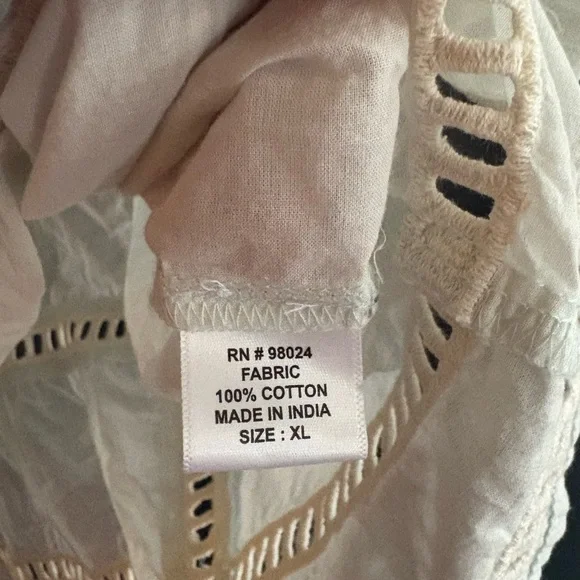 RN # 98024
FABRIC
100% COTTON
MADE IN INDIA
SIZE : XL